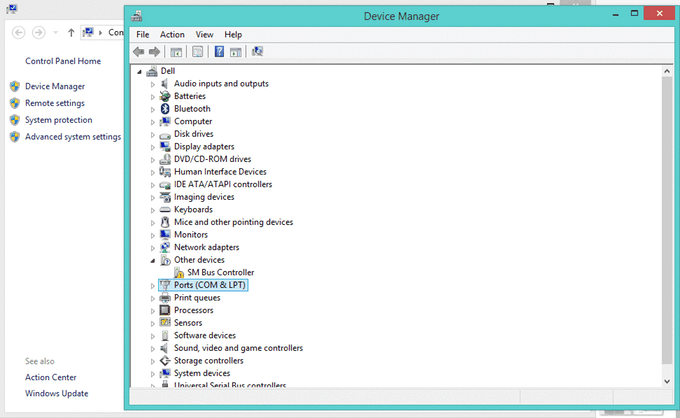 Con
Control Panel Home
Device Manager
Remote settings
System protection
Advanced system settings
See also
Action Center
Windows Update
Device Manager
File Action View Help
Dell
Audio inputs and outputs
Batteries
Bluetooth
Computer
Disk drives
Display adapters
DVD/CD-ROM drives
Human Interface Devices
IDE ATA/ATAPI controllers
Imaging devices
Keyboards
Mice and other pointing devices
Monitors
Network adapters
Other devices
SM Bus Controller
Ports (COM & LPT)
Print queues
Processors
Sensors
Software devices
Sound, video and game controllers
Storage controllers
System devices
Universal Serial Bus controllers